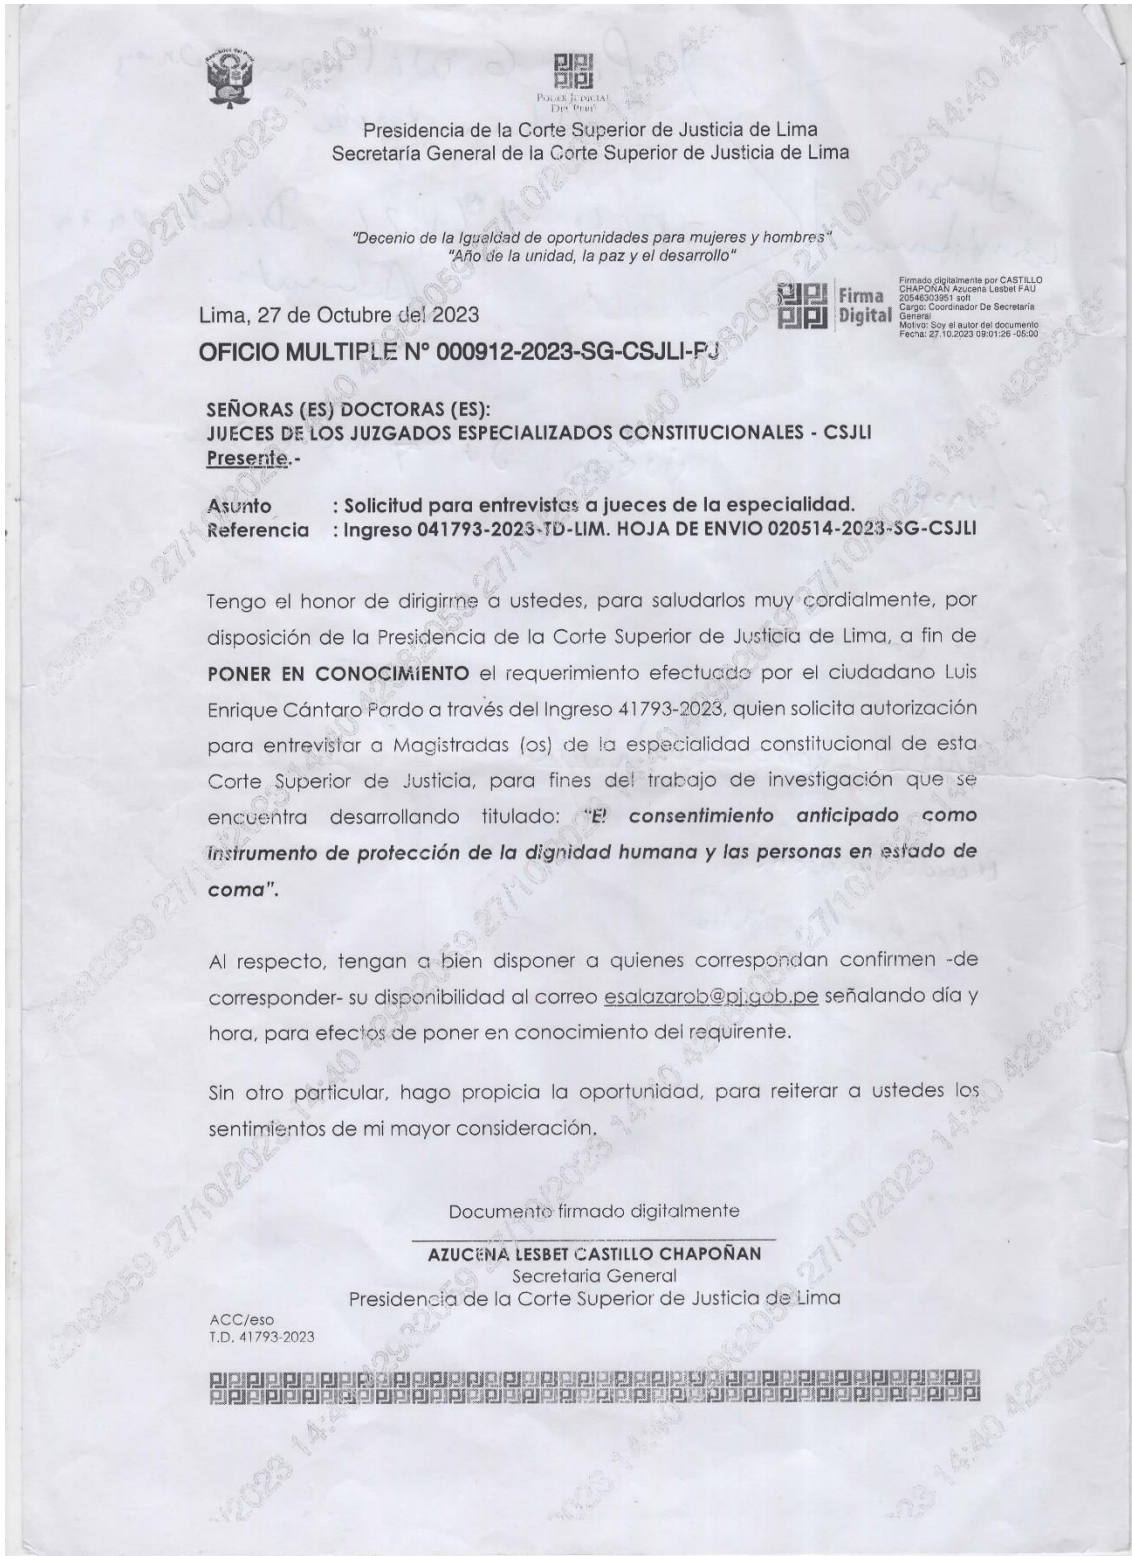 República del Perú
PODER JUDICIAL
DEL PERÚ
Presidencia de la Corte Superior de Justicia de Lima
Secretaría General de la Corte Superior de Justicia de Lima
"Decenio de la Igualdad de oportunidades para mujeres y hombres"
"Año de la unidad, la paz y el desarrollo"
Firma
Digital
Firmado digitalmente por CASTILLO
CHAPOÑAN Azucena Lesbet FAU
20546303951 soft
Cargo: Coordinador De Secretaria
General
Motivo: Soy el autor del documento
Fecha: 27.10.2023 09:01:26 -05:00
Lima, 27 de Octubre del 2023
OFICIO MULTIPLE N° 000912-2023-SG-CSJLI-PJ
SEÑORAS (ES) DOCTORAS (ES):
JUECES DE LOS JUZGADOS ESPECIALIZADOS CONSTITUCIONALES - CSJLI
Presente.-
Asunto : Solicitud para entrevistas a jueces de la especialidad.
Referencia : Ingreso 041793-2023-TD-LIM. HOJA DE ENVIO 020514-2023-SG-CSJLI
Tengo el honor de dirigirme a ustedes, para saludarlos muy cordialmente, por
disposición de la Presidencia de la Corte Superior de Justicia de Lima, a fin de
PONER EN CONOCIMIENTO el requerimiento efectuado por el ciudadano Luis
Enrique Cántaro Pardo a través del Ingreso 41793-2023, quien solicita autorización
para entrevistar a Magistradas (os) de la especialidad constitucional de esta
Corte Superior de Justicia, para fines del trabajo de investigación que se
encuentra desarrollando titulado: "El consentimiento anticipado como
instrumento de protección de la dignidad humana y las personas en estado de
coma".
Al respecto, tengan a bien disponer a quienes correspondan confirmen -de
corresponder- su disponibilidad al correo esalazarob@pj.gob.pe señalando día y
hora, para efectos de poner en conocimiento del requirente.
Sin otro particular, hago propicia la oportunidad, para reiterar a ustedes los
sentimientos de mi mayor consideración.
Documento firmado digitalmente
AZUCENA LESBET CASTILLO CHAPOÑAN
Secretaria General
Presidencia de la Corte Superior de Justicia de Lima
ACC/eso
T.D. 41793-2023
42982059 27/10/2023 14:40